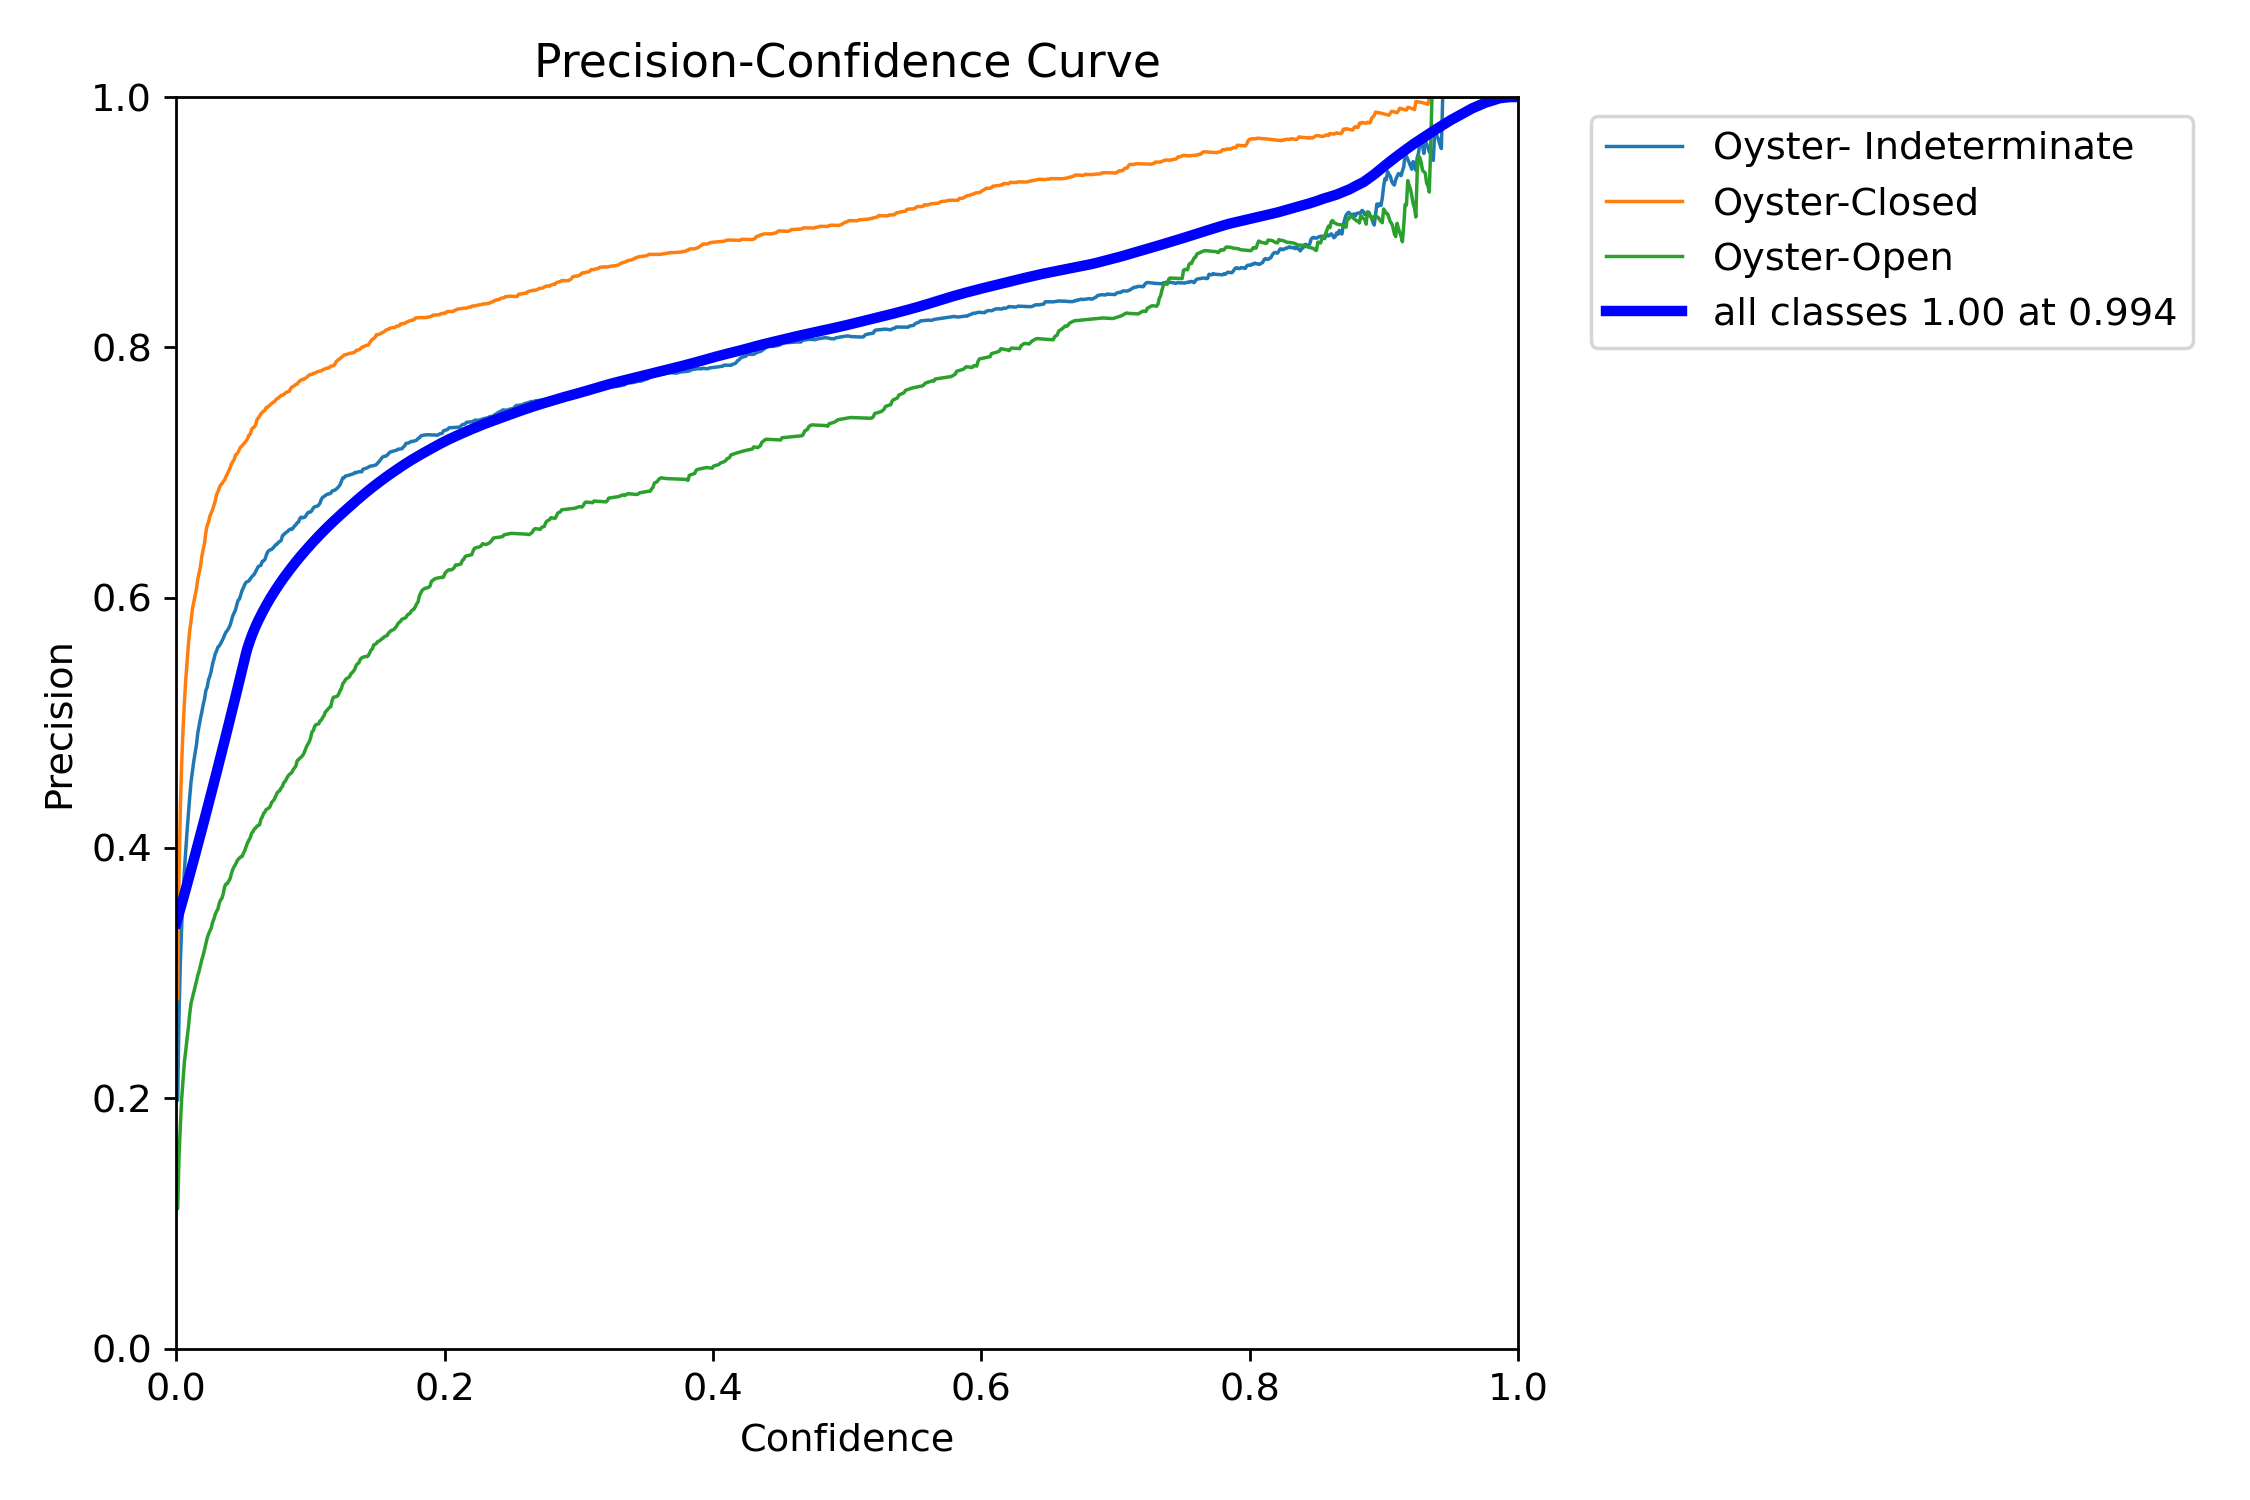 Precision-Confidence Curve
1.0
0.8
0.6
0.4
0.2
0.0
Precision
0.0 0.2 0.4 0.6 0.8 1.0
Confidence
Oyster- Indeterminate
Oyster-Closed
Oyster-Open
all classes 1.00 at 0.994